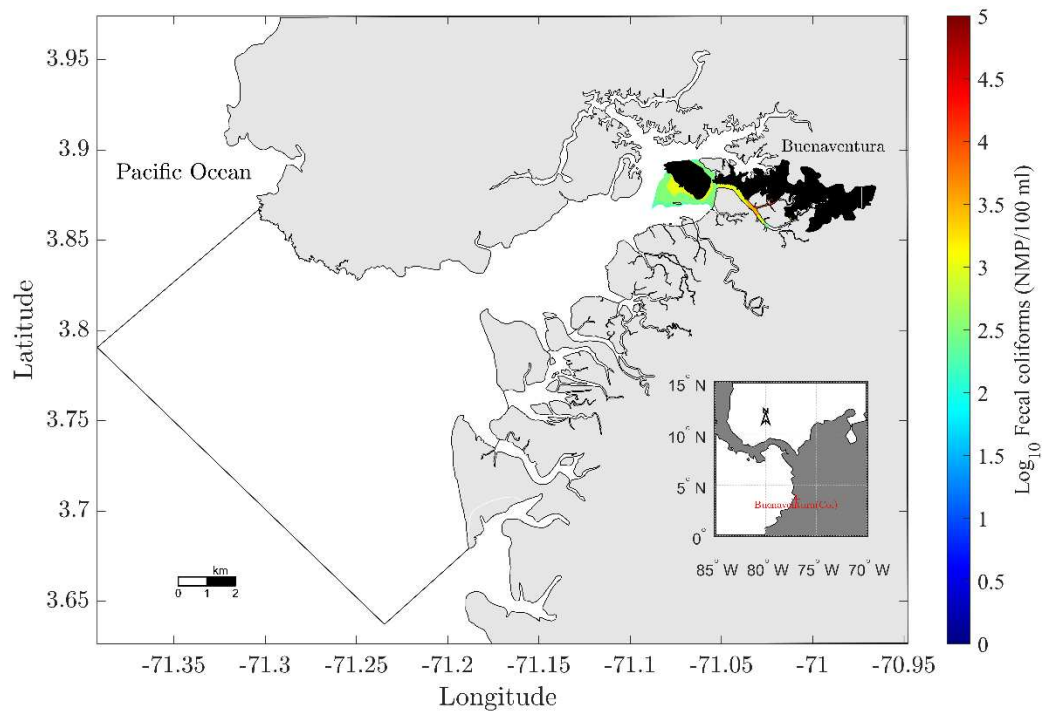 3.95
3.9
3.85
3.8
3.75
3.7
3.65
Latitude
Pacific Ocean
Buenaventura
km
0 1 2
15° N
10° N
5° N
0°
Buenaventura(Col)
85° W 80° W 75° W 70° W
-71.35 -71.3 -71.25 -71.2 -71.15 -71.1 -71.05 -71 -70.95
Longitude
5
4.5
4
3.5
3
2.5
2
1.5
1
0.5
0
Log₁₀ Fecal coliforms (NMP/100 ml)